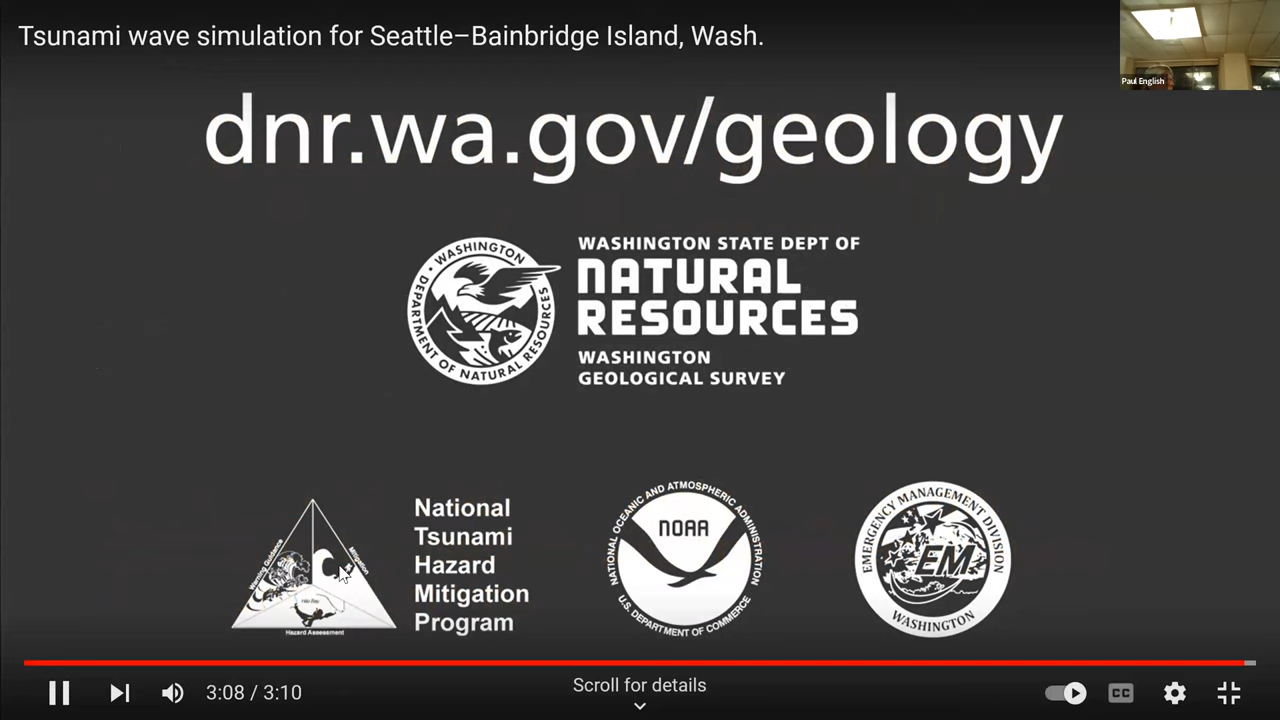 Tsunami wave simulation for Seattle–Bainbridge Island, Wash.
Paul English
dnr.wa.gov/geology
WASHINGTON
DEPARTMENT OF NATURAL RESOURCES
WASHINGTON STATE DEPT OF
NATURAL
RESOURCES
WASHINGTON
GEOLOGICAL SURVEY
Warning Guidance
Mitigation
Hazard Assessment
National
Tsunami
Hazard
Mitigation
Program
NATIONAL OCEANIC AND ATMOSPHERIC ADMINISTRATION
NOAA
U.S. DEPARTMENT OF COMMERCE
EMERGENCY MANAGEMENT DIVISION
EM
WASHINGTON
3:08 / 3:10
Scroll for details
CC